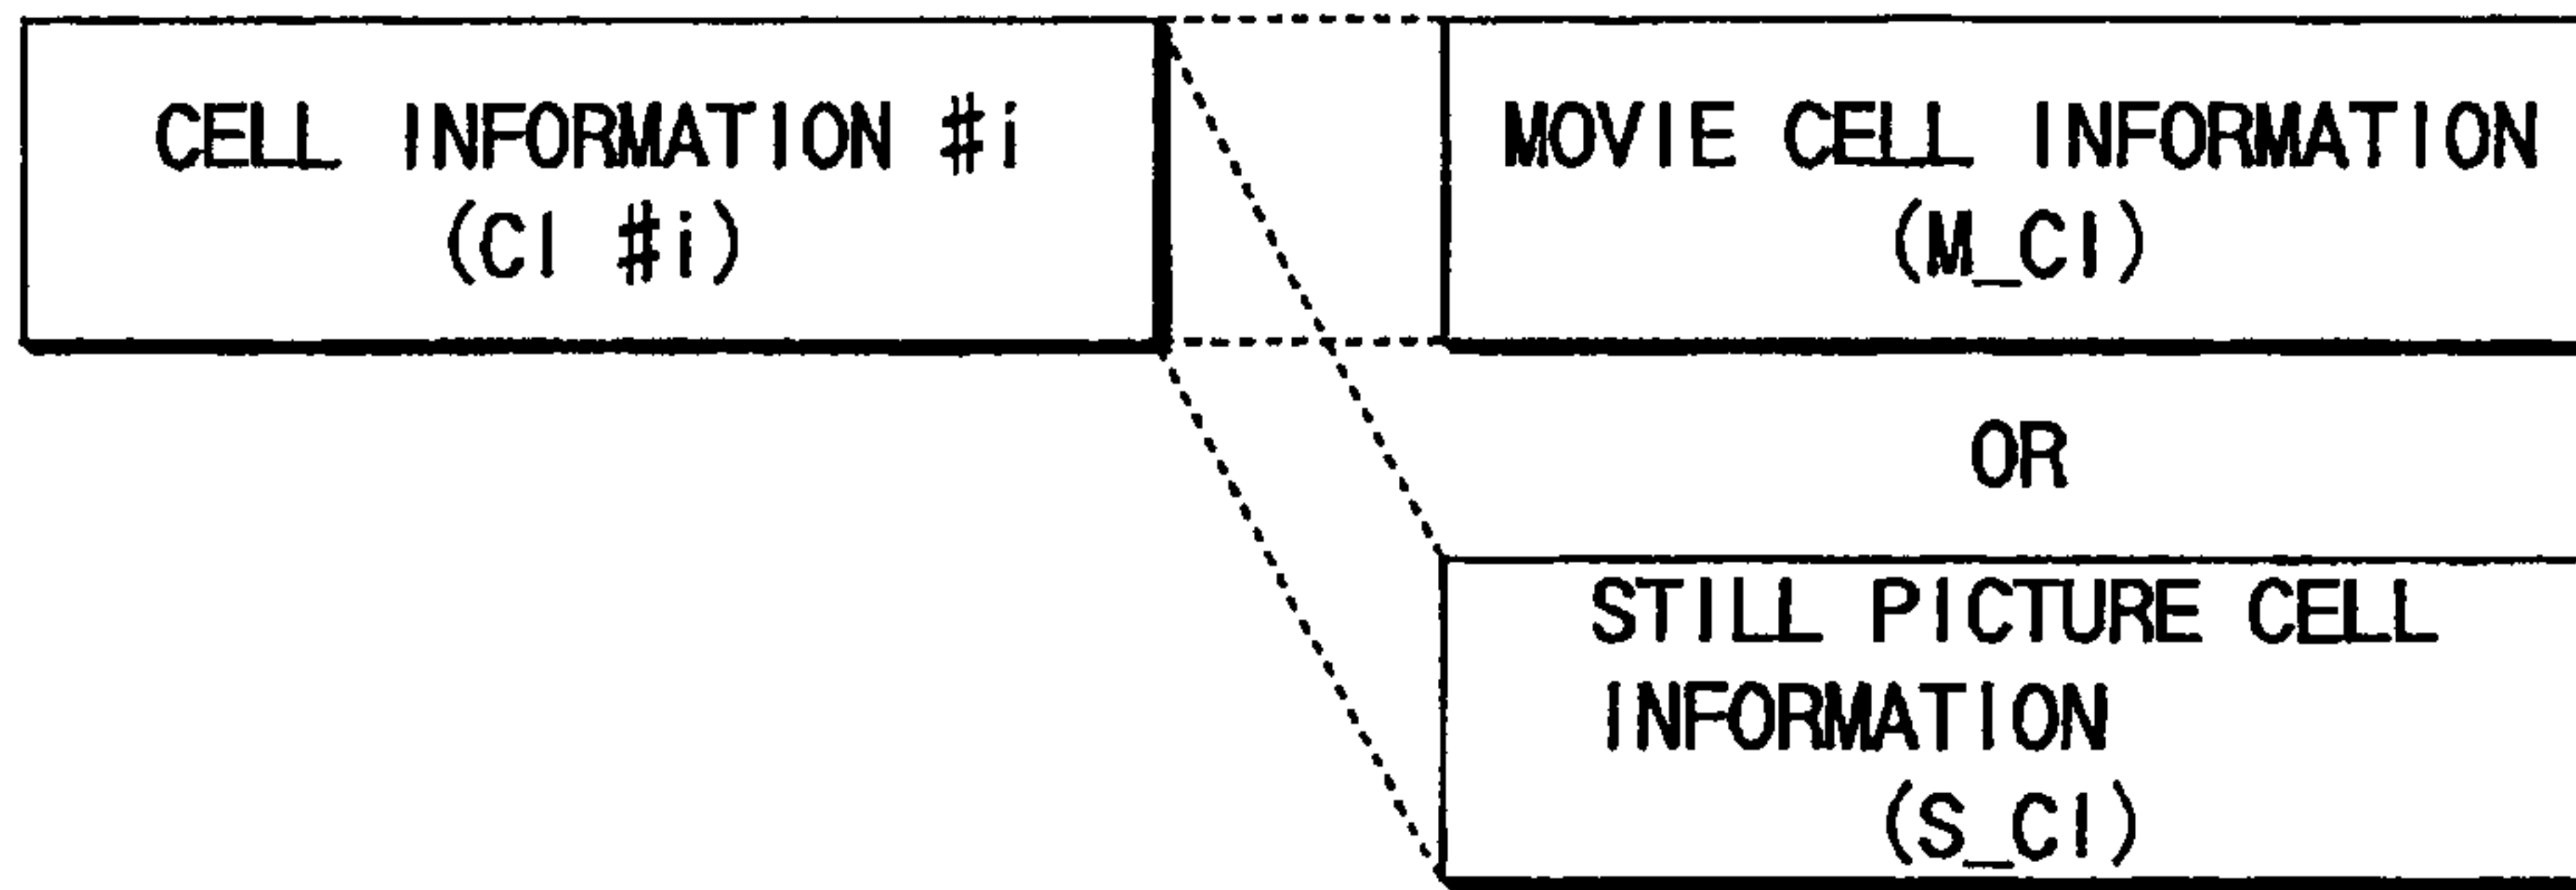 CELL INFORMATION #i
(CI #i)
MOVIE CELL INFORMATION
(M_CI)
OR
STILL PICTURE CELL
INFORMATION
(S_CI)